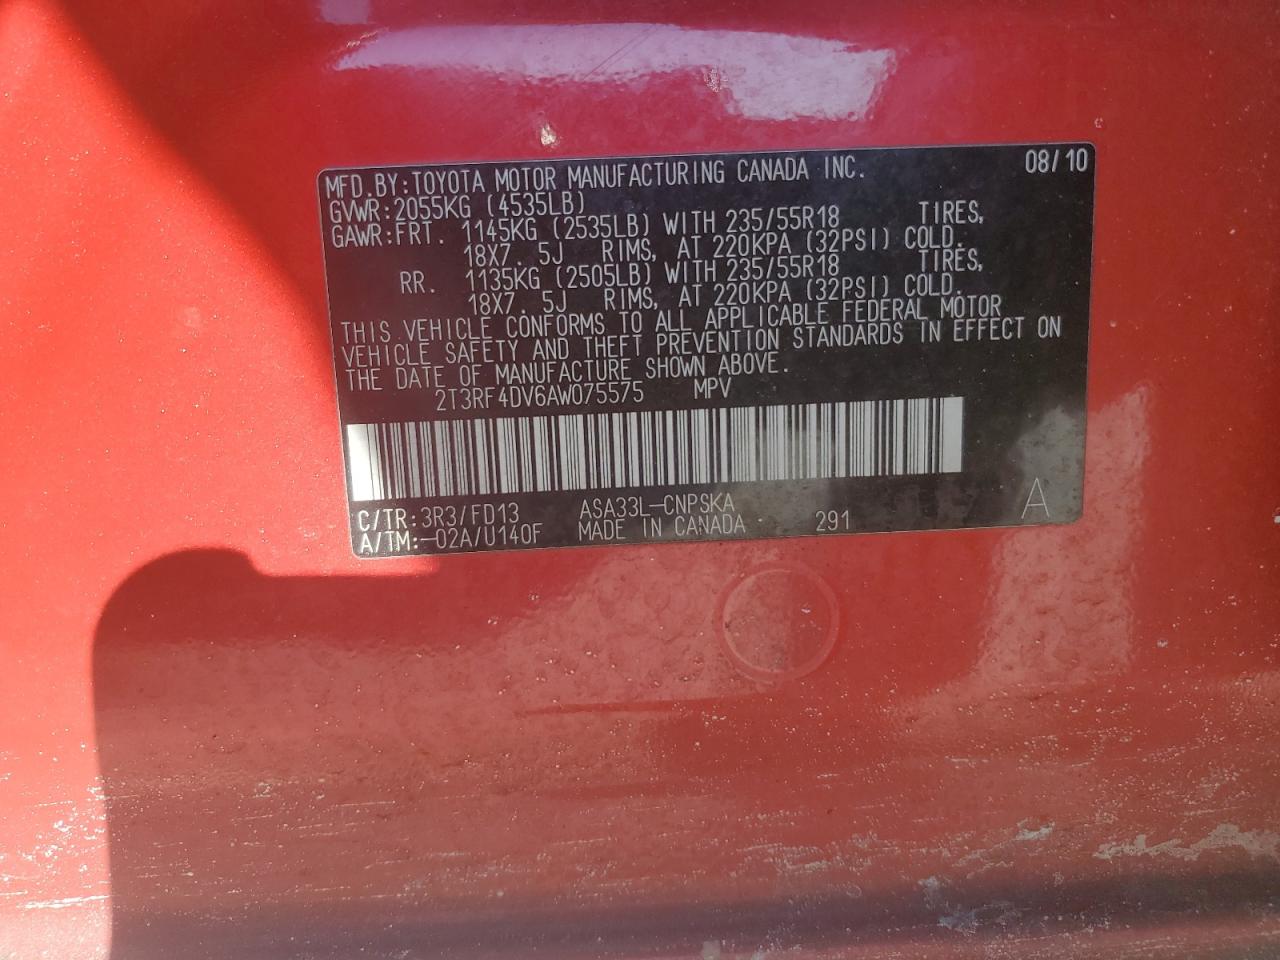 MFD.BY:TOYOTA MOTOR MANUFACTURING CANADA INC. 08/10
GVWR:2055KG (4535LB)
GAWR:FRT. 1145KG (2535LB) WITH 235/55R18 TIRES,
18X7.5J RIMS, AT 220KPA (32PSI) COLD.
RR. 1135KG (2505LB) WITH 235/55R18 TIRES,
18X7.5J RIMS, AT 220KPA (32PSI) COLD.
THIS VEHICLE CONFORMS TO ALL APPLICABLE FEDERAL MOTOR
VEHICLE SAFETY AND THEFT PREVENTION STANDARDS IN EFFECT ON
THE DATE OF MANUFACTURE SHOWN ABOVE.
2T3RF4DV6AW075575 MPV
C/TR:3R3/FD13 ASA33L-CNPSKA
A/TM:-02A/U140F MADE IN CANADA 291 A